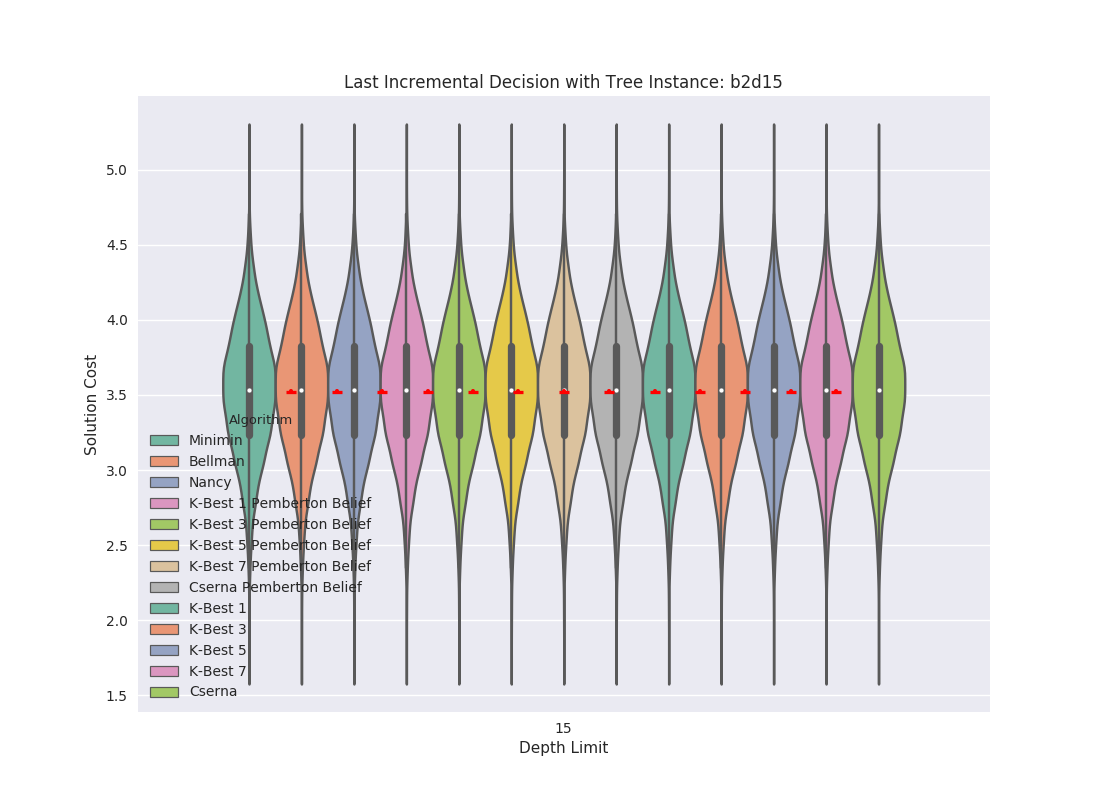 Last Incremental Decision with Tree Instance: b2d15
Solution Cost
5.0
4.5
4.0
3.5
3.0
2.5
2.0
1.5
Algorithm
Minimin
Bellman
Nancy
K-Best 1 Pemberton Belief
K-Best 3 Pemberton Belief
K-Best 5 Pemberton Belief
K-Best 7 Pemberton Belief
Cserna Pemberton Belief
K-Best 1
K-Best 3
K-Best 5
K-Best 7
Cserna
15
Depth Limit